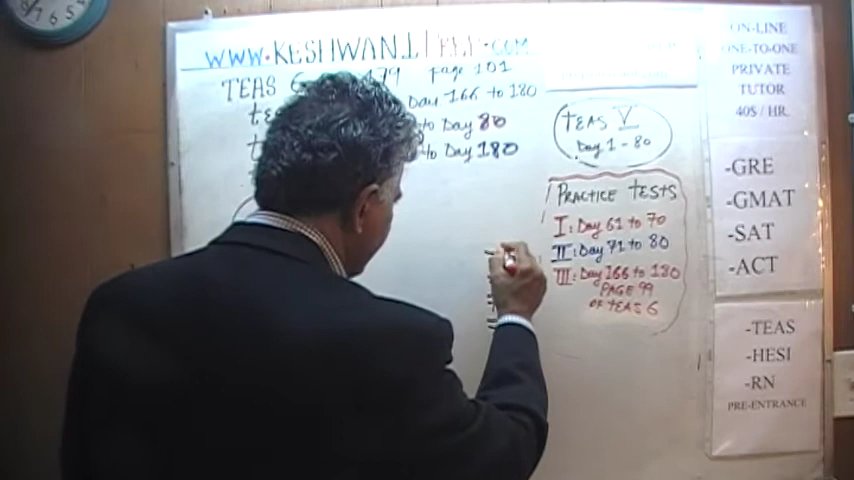 WWW.KESHWANI PREP.COM
TEAS 6 479 Page 101
Day 166 to 180
to Day 80
to Day 180
TEAS V
Day 1 - 80
PRACTICE TESTS
I: Day 61 to 70
II: Day 71 to 80
III: Day 166 to 180
PAGE 99
OF TEAS 6
ON-LINE
ONE-TO-ONE
PRIVATE
TUTOR
40$ / HR.
-GRE
-GMAT
-SAT
-ACT
-TEAS
-HESI
-RN
PRE-ENTRANCE